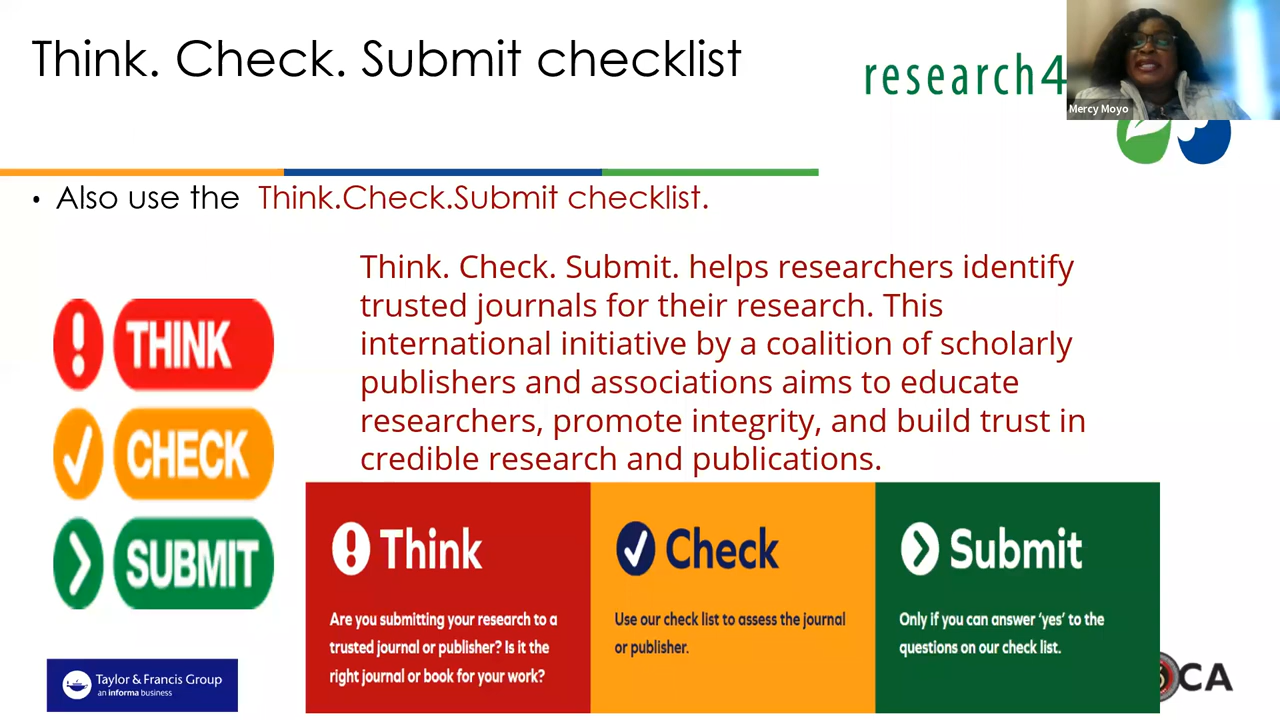 Think. Check. Submit checklist
research4
Mercy Moyo
• Also use the Think.Check.Submit checklist.
Think. Check. Submit. helps researchers identify
trusted journals for their research. This
international initiative by a coalition of scholarly
publishers and associations aims to educate
researchers, promote integrity, and build trust in
credible research and publications.
THINK
CHECK
SUBMIT
Think
Are you submitting your research to a
trusted journal or publisher? Is it the
right journal or book for your work?
Check
Use our check list to assess the journal
or publisher.
Submit
Only if you can answer ‘yes’ to the
questions on our check list.
Taylor & Francis Group
an informa business
CA